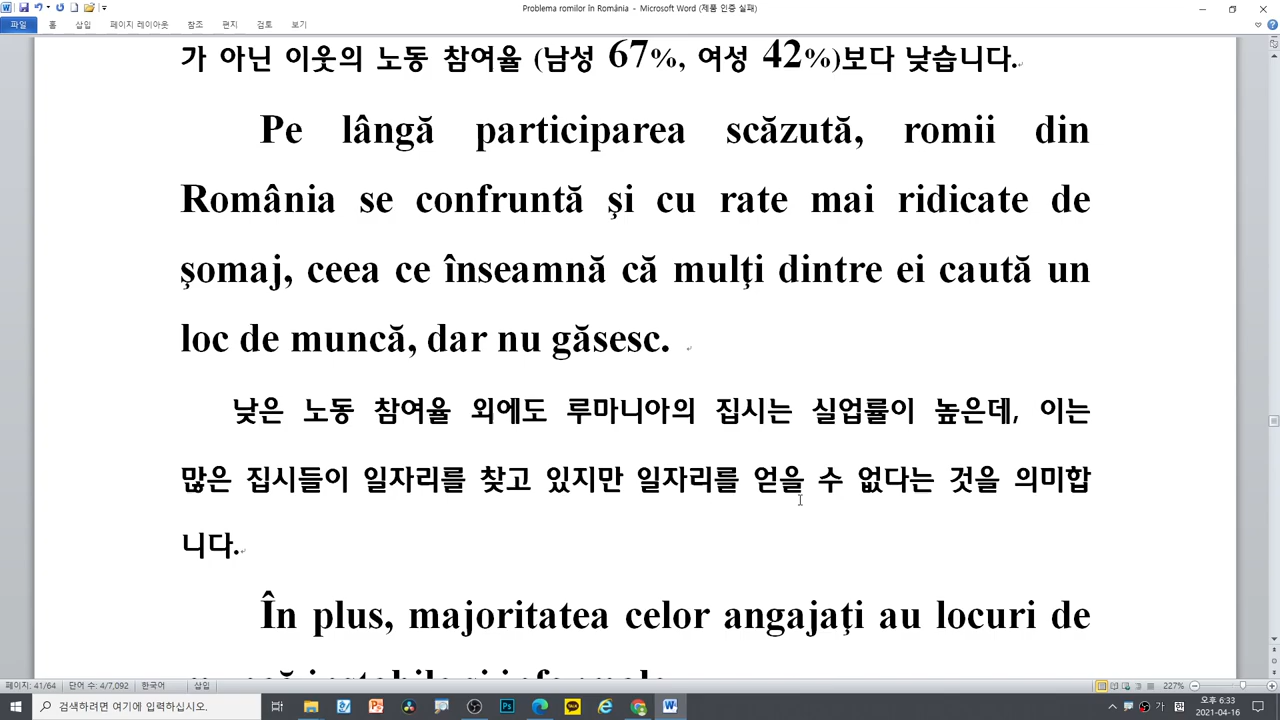 Problema romilor în România - Microsoft Word (제품 인증 실패)
파일 홈 삽입 페이지 레이아웃 참조 편지 검토 보기
가 아닌 이웃의 노동 참여율 (남성 67%, 여성 42%)보다 낮습니다.
Pe lângă participarea scăzută, romii din
România se confruntă şi cu rate mai ridicate de
şomaj, ceea ce înseamnă că mulţi dintre ei caută un
loc de muncă, dar nu găsesc.
낮은 노동 참여율 외에도 루마니아의 집시는 실업률이 높은데, 이는
많은 집시들이 일자리를 찾고 있지만 일자리를 얻을 수 없다는 것을 의미합
니다.
În plus, majoritatea celor angajaţi au locuri de
페이지: 41/64 단어 수: 4/7,092 한국어 삽입 227%
검색하려면 여기에 입력하십시오. 가 오후 6:33
2021-04-16